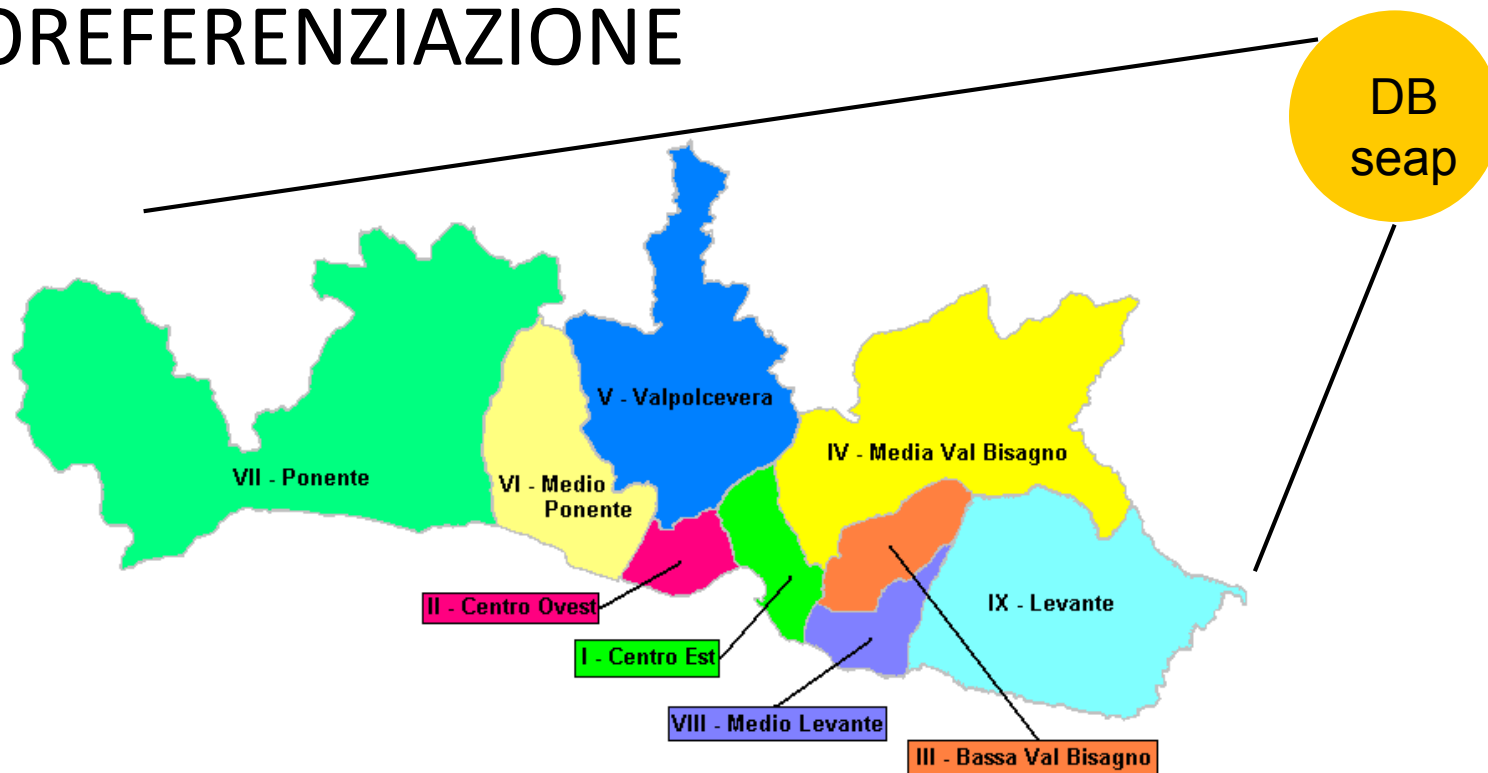 OREFERENZIAZIONE
DB
seap
V - Valpolcevera
IV - Media Val Bisagno
VII - Ponente
VI - Medio
Ponente
II - Centro Ovest
IX - Levante
I - Centro Est
VIII - Medio Levante
III - Bassa Val Bisagno